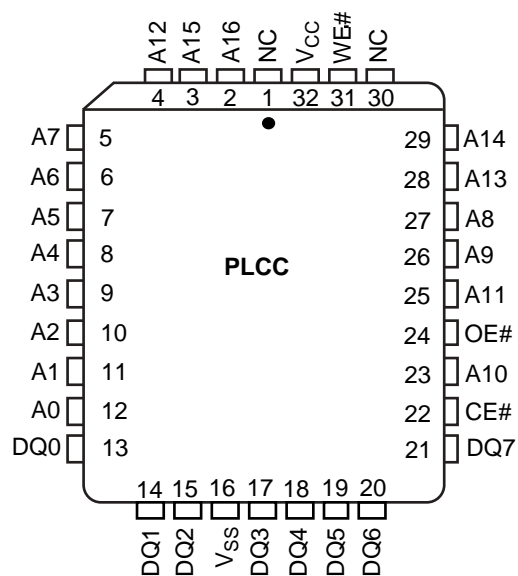 A12 A15 A16 NC VCC WE# NC
4 3 2 1 32 31 30
A7 5 29 A14
A6 6 28 A13
A5 7 27 A8
A4 8 26 A9
PLCC
A3 9 25 A11
A2 10 24 OE#
A1 11 23 A10
A0 12 22 CE#
DQ0 13 21 DQ7
14 15 16 17 18 19 20
DQ1 DQ2 VSS DQ3 DQ4 DQ5 DQ6